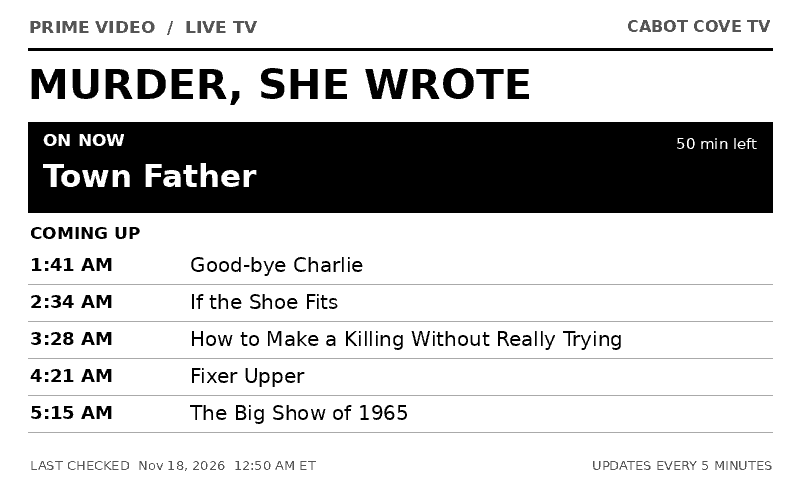 PRIME VIDEO / LIVE TV
CABOT COVE TV
MURDER, SHE WROTE
ON NOW
50 min left
Town Father
COMING UP
1:41 AM Good-bye Charlie
2:34 AM If the Shoe Fits
3:28 AM How to Make a Killing Without Really Trying
4:21 AM Fixer Upper
5:15 AM The Big Show of 1965
LAST CHECKED Nov 18, 2026 12:50 AM ET
UPDATES EVERY 5 MINUTES